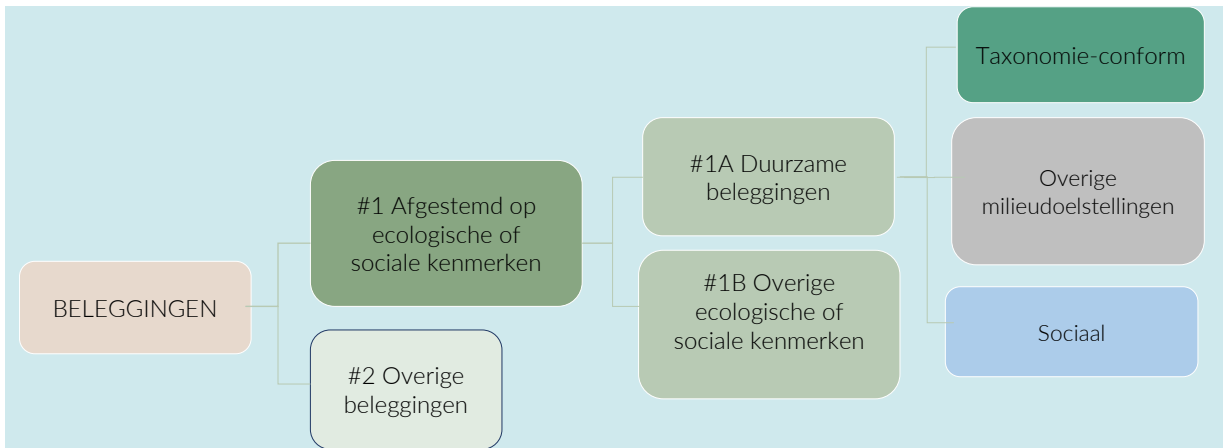 BELEGGINGEN
#1 Afgestemd op
ecologische of
sociale kenmerken
#2 Overige
beleggingen
#1A Duurzame
beleggingen
#1B Overige
ecologische of
sociale kenmerken
Taxonomie-conform
Overige
milieudoelstellingen
Sociaal